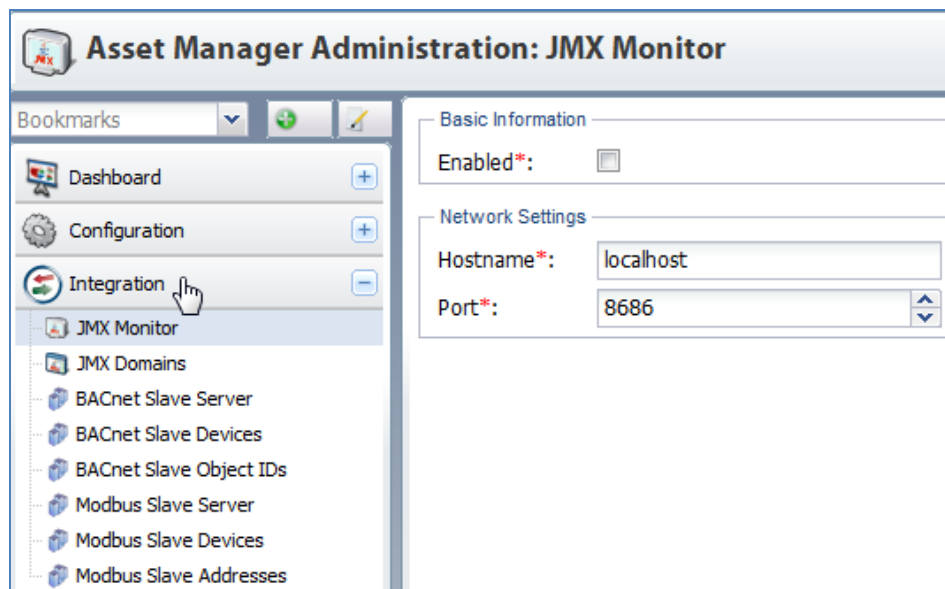 Asset Manager Administration: JMX Monitor
Bookmarks
Dashboard
Configuration
Integration
JMX Monitor
JMX Domains
BACnet Slave Server
BACnet Slave Devices
BACnet Slave Object IDs
Modbus Slave Server
Modbus Slave Devices
Modbus Slave Addresses
Basic Information
Enabled*:
Network Settings
Hostname*: localhost
Port*: 8686